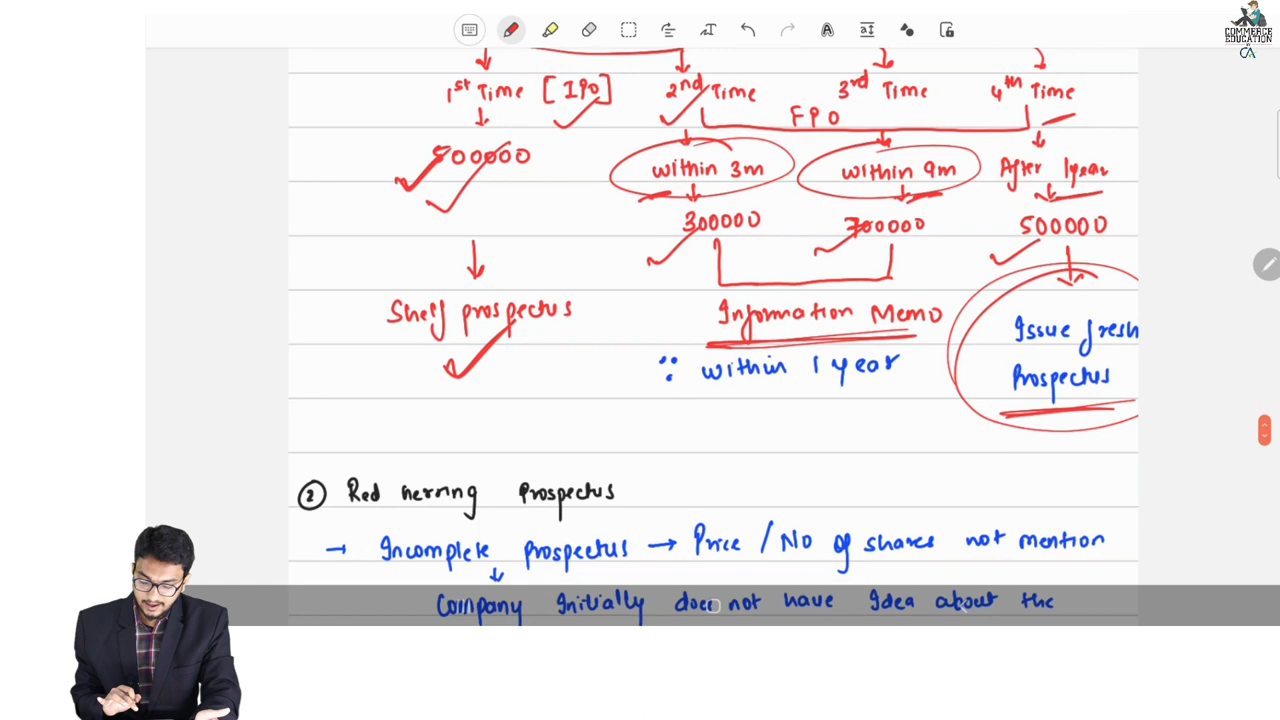 COMMERCE
EDUCATION
BY
CA
1st Time [IPO] 2nd Time 3rd Time 4th Time
FPO
500000 within 3m within 9m After 1year
300000 700000 500000
Shelf prospectus Information Memo Issue fresh
∵ within 1 year Prospectus
② Red herring Prospectus
→ Incomplete prospectus → Price / No of shares not mention
Company Initially does not have Idea about the